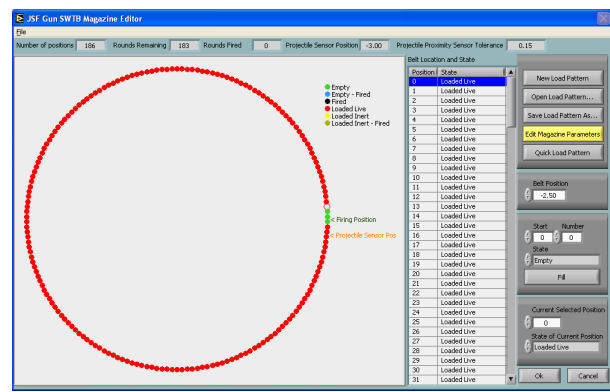 JSF Gun SWTB Magazine Editor
File
Number of positions 186 Rounds Remaining 183 Rounds Fired 0 Projectile Sensor Position -3.00 Projectile Proximity Sensor Tolerance 0.15
Belt Location and State
Position State
0 Loaded Live
1 Loaded Live
2 Loaded Live
3 Loaded Live
4 Loaded Live
5 Loaded Live
6 Loaded Live
7 Loaded Live
8 Loaded Live
9 Loaded Live
10 Loaded Live
11 Loaded Live
12 Loaded Live
13 Loaded Live
14 Loaded Live
15 Loaded Live
16 Loaded Live
17 Loaded Live
18 Loaded Live
19 Loaded Live
20 Loaded Live
21 Loaded Live
22 Loaded Live
23 Loaded Live
24 Loaded Live
25 Loaded Live
26 Loaded Live
27 Loaded Live
28 Loaded Live
29 Loaded Live
30 Loaded Live
31 Loaded Live
Empty
Empty - Fired
Fired
Loaded Live
Loaded Inert
Loaded Inert - Fired
< Firing Position
< Projectile Sensor Pos
New Load Pattern
Open Load Pattern...
Save Load Pattern As...
Edit Magazine Parameters
Quick Load Pattern
Belt Position
-2.50
Start Number
0 0
State
Empty
Fill
Current Selected Position
0
State of Current Position
Loaded Live
Ok Cancel